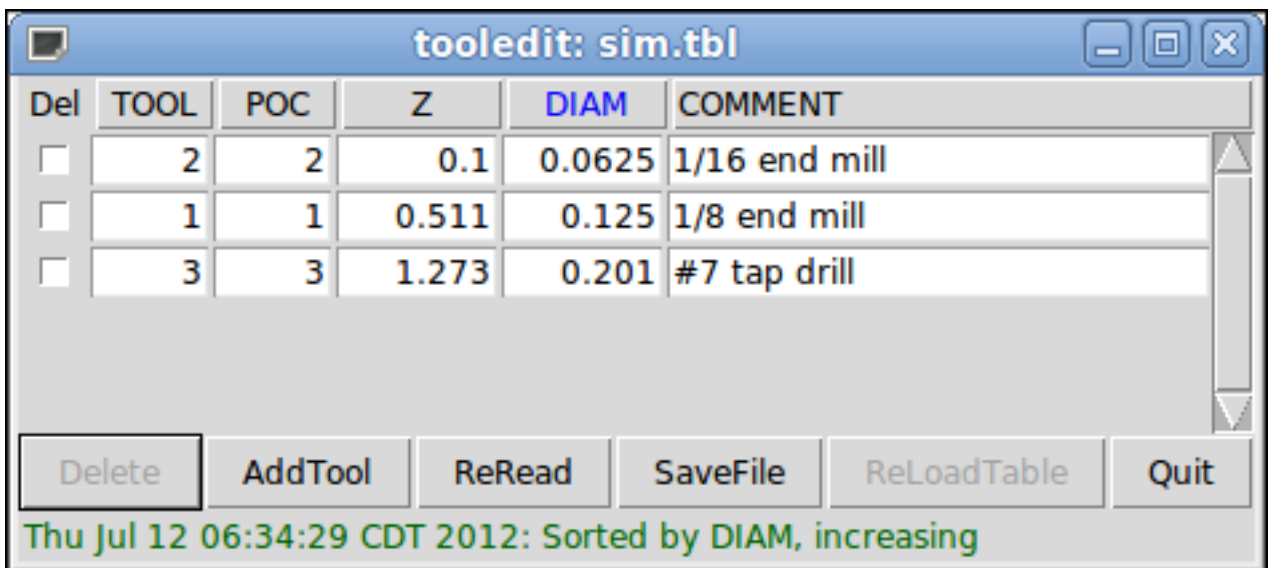 tooledit: sim.tbl
Del TOOL POC Z DIAM COMMENT
2 2 0.1 0.0625 1/16 end mill
1 1 0.511 0.125 1/8 end mill
3 3 1.273 0.201 #7 tap drill
Delete AddTool ReRead SaveFile ReLoadTable Quit
Thu Jul 12 06:34:29 CDT 2012: Sorted by DIAM, increasing